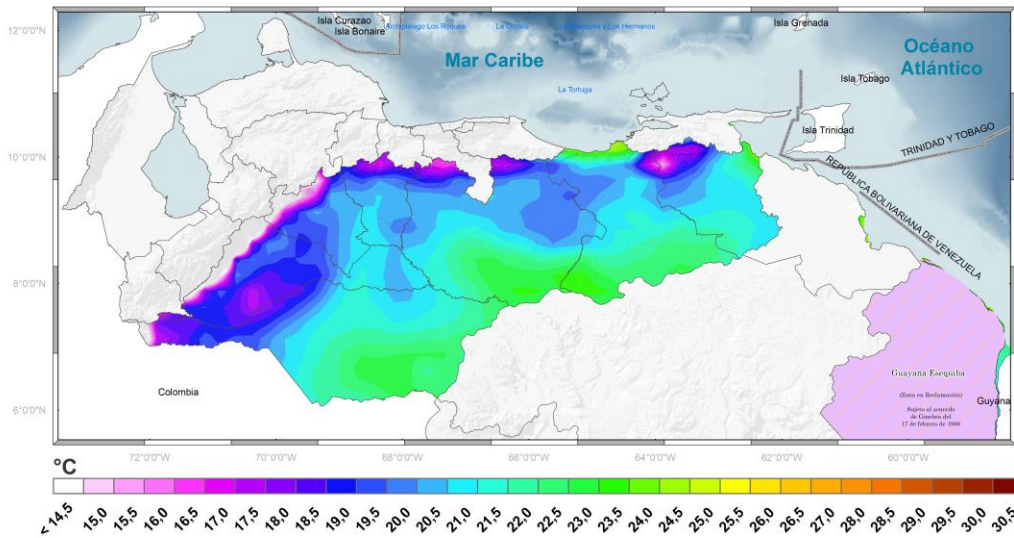 Isla Curazao
Isla Bonaire
Archipiélago Los Roques
La Orchila
y Los Hermanos
Isla Grenada
12°0'0"N
Mar Caribe
Océano
Atlántico
La Tortuga
Isla Tobago
Isla Trinidad
TRINIDAD Y TOBAGO
10°0'0"N
REPÚBLICA BOLIVARIANA DE VENEZUELA
8°0'0"N
Guayana Esequiba
Colombia
(Zona en Reclamación)
Guyana
6°0'0"N
Sujeto al acuerdo
de Ginebra del
17 de febrero de 1966
72°0'0"W 70°0'0"W 68°0'0"W 66°0'0"W 64°0'0"W 62°0'0"W 60°0'0"W
°C
< 14,5 15,0 15,5 16,0 16,5 17,0 17,5 18,0 18,5 19,0 19,5 20,0 20,5 21,0 21,5 22,0 22,5 23,0 23,5 24,0 24,5 25,0 25,5 26,0 26,5 27,0 27,5 28,0 28,5 29,0 29,5 30,0 30,5